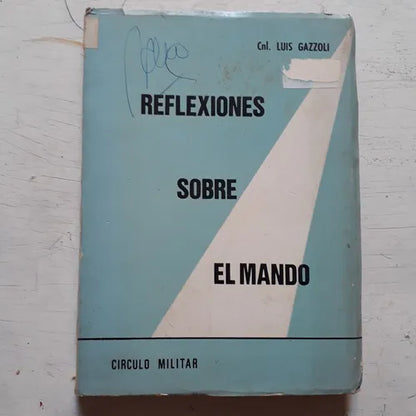 Cnl. LUIS GAZZOLI
REFLEXIONES
SOBRE
EL MANDO
CIRCULO MILITAR